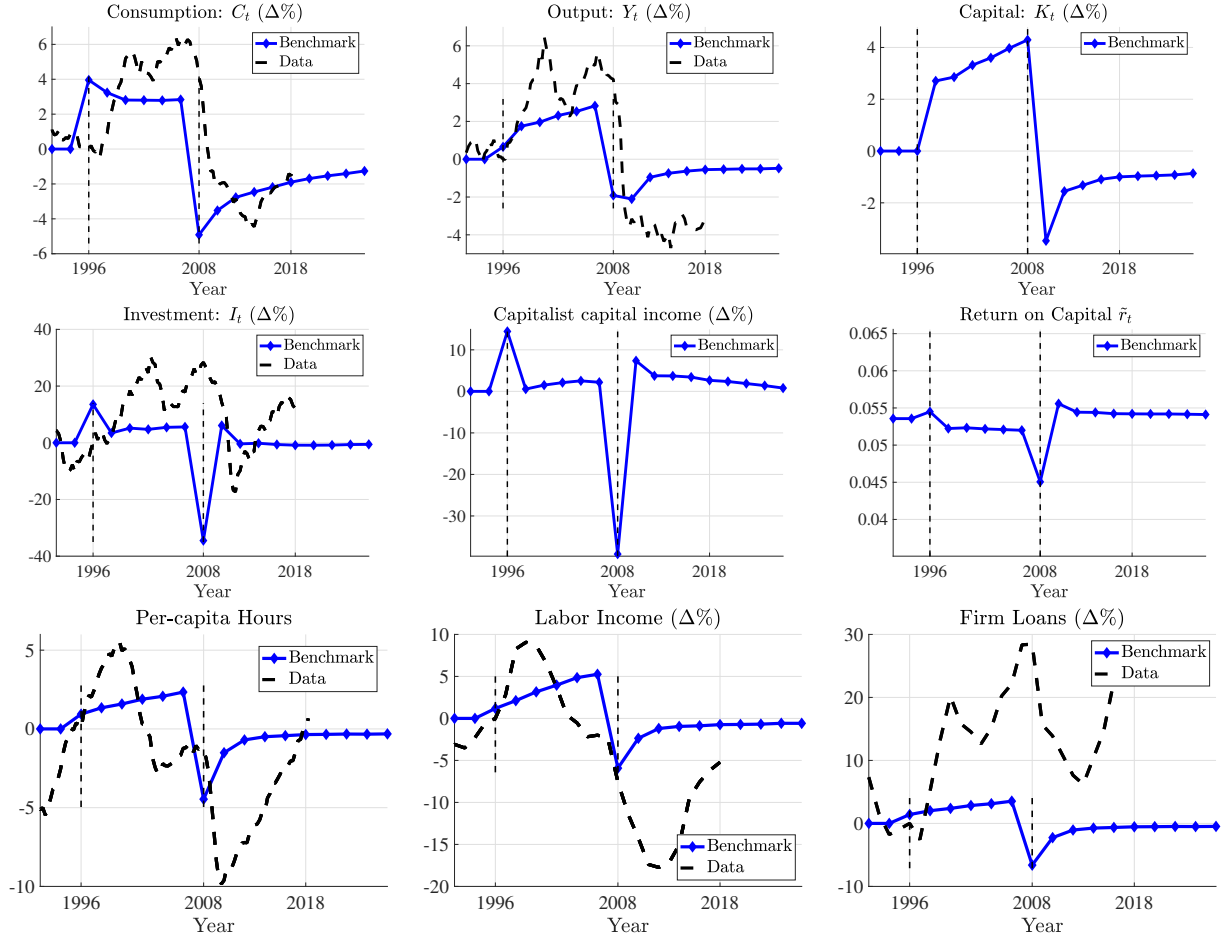 Consumption: C_t (Δ%)
6
4
2
0
-2
-4
-6
Benchmark
Data
1996
2008
2018
Year
Output: Y_t (Δ%)
6
4
2
0
-2
-4
Benchmark
Data
1996
2008
2018
Year
Capital: K_t (Δ%)
4
2
0
-2
Benchmark
1996
2008
2018
Year
Investment: I_t (Δ%)
40
20
0
-20
-40
Benchmark
Data
1996
2008
2018
Year
Capitalist capital income (Δ%)
10
0
-10
-20
-30
Benchmark
1996
2008
2018
Year
Return on Capital r̃_t
0.065
0.06
0.055
0.05
0.045
0.04
Benchmark
1996
2008
2018
Year
Per-capita Hours
5
0
-5
-10
Benchmark
Data
1996
2008
2018
Year
Labor Income (Δ%)
10
5
0
-5
-10
-15
-20
Benchmark
Data
1996
2008
2018
Year
Firm Loans (Δ%)
30
20
10
0
-10
Benchmark
Data
1996
2008
2018
Year